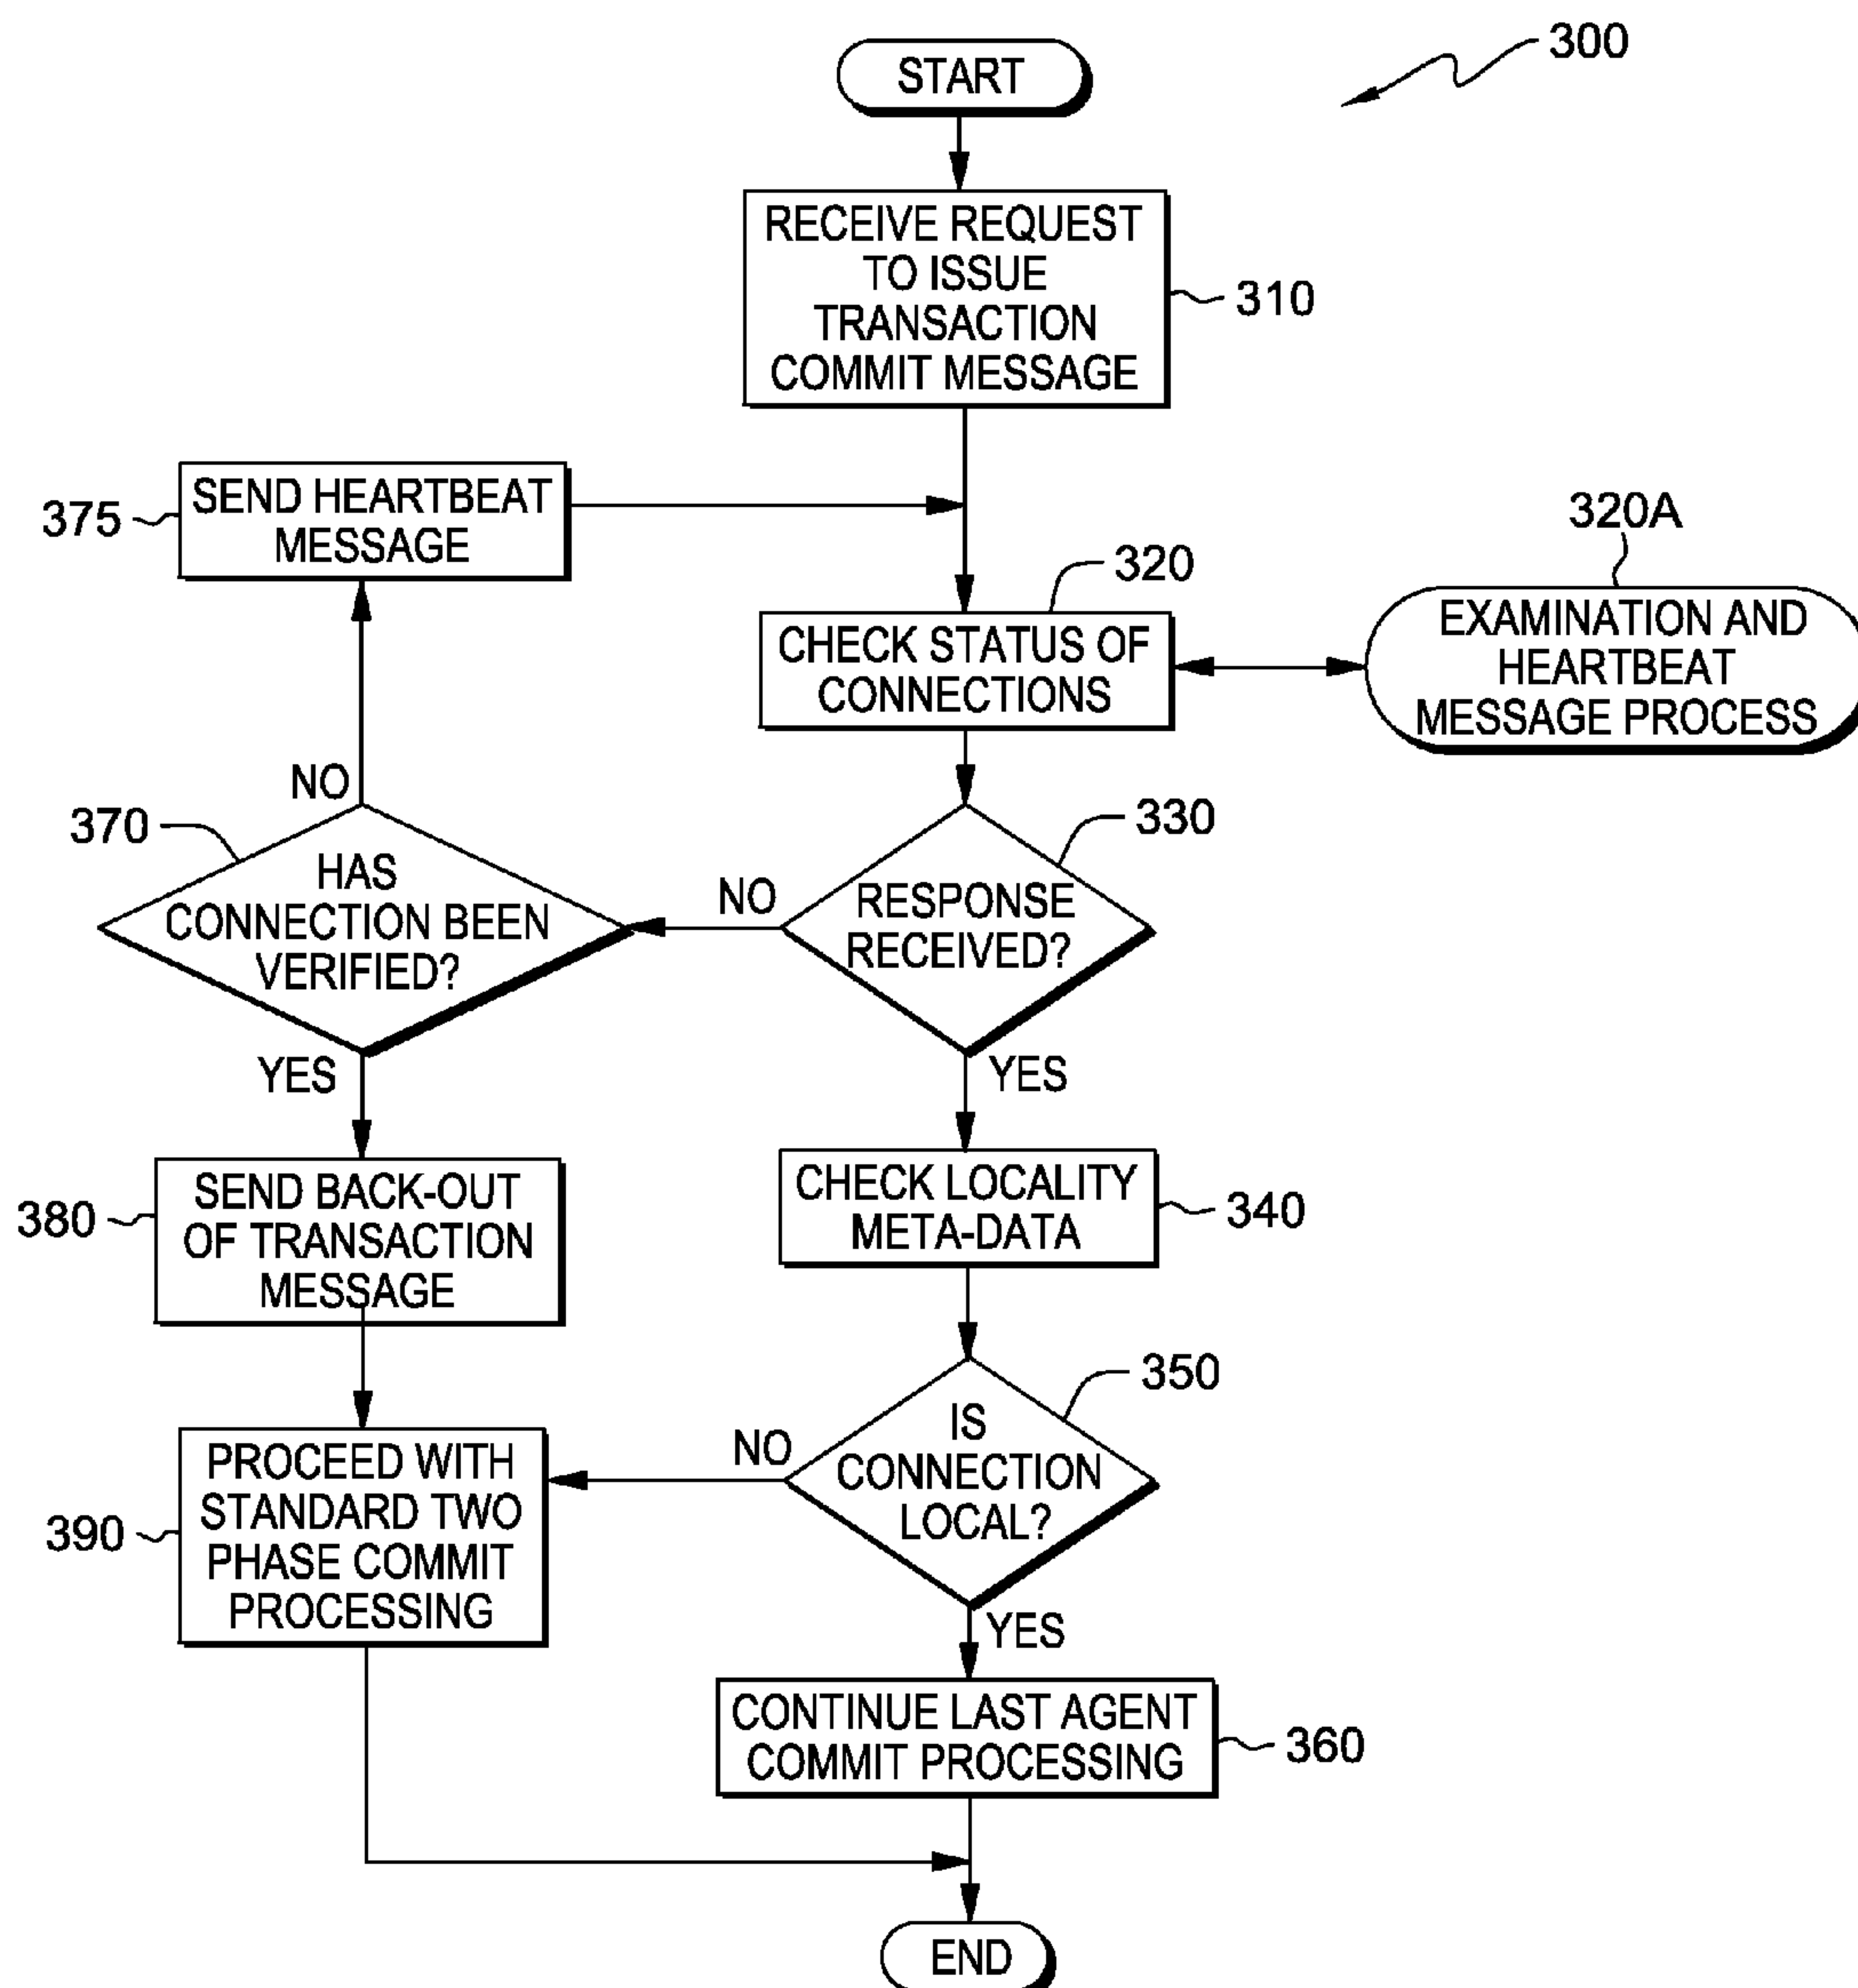 300
START
RECEIVE REQUEST
TO ISSUE
TRANSACTION
COMMIT MESSAGE
310
SEND HEARTBEAT
MESSAGE
375
320
CHECK STATUS OF
CONNECTIONS
320A
EXAMINATION AND
HEARTBEAT
MESSAGE PROCESS
NO
370
HAS
CONNECTION BEEN
VERIFIED?
NO
330
RESPONSE
RECEIVED?
YES
YES
380
SEND BACK-OUT
OF TRANSACTION
MESSAGE
CHECK LOCALITY
META-DATA
340
350
IS
CONNECTION
LOCAL?
NO
390
PROCEED WITH
STANDARD TWO
PHASE COMMIT
PROCESSING
YES
CONTINUE LAST AGENT
COMMIT PROCESSING
360
END